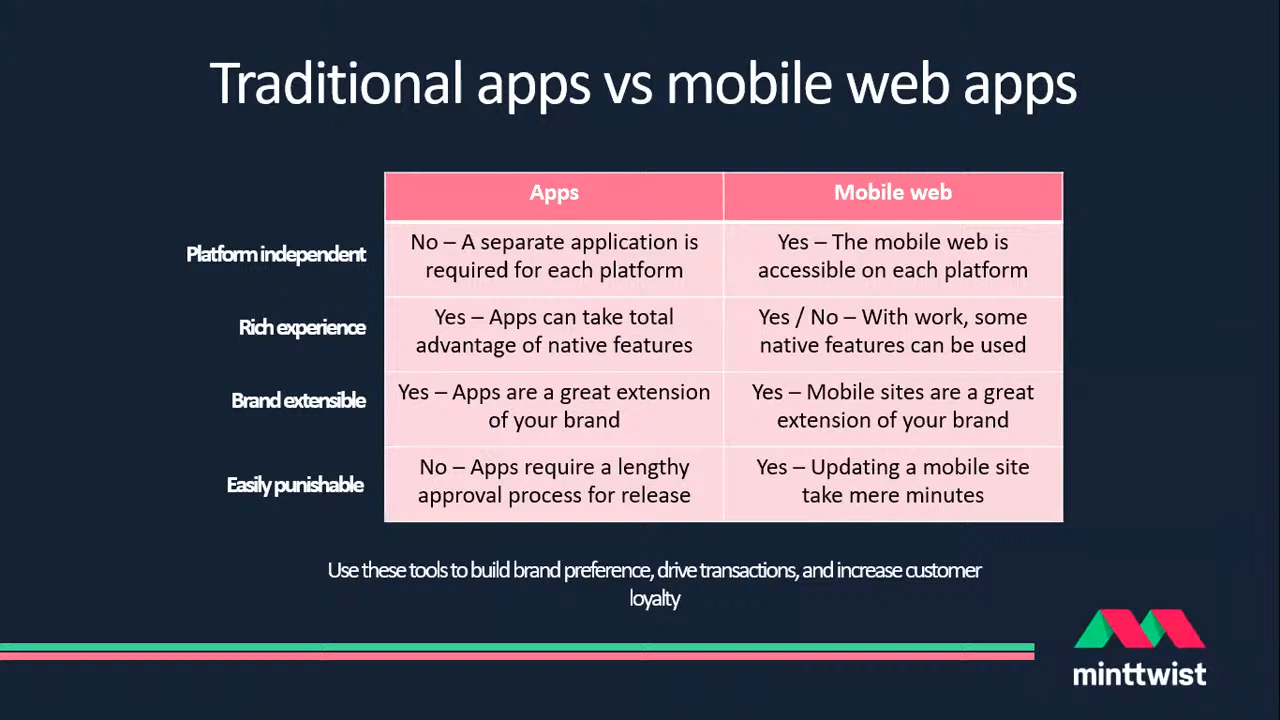 Traditional apps vs mobile web apps
Apps
Mobile web
Platform independent
No – A separate application is
required for each platform
Yes – The mobile web is
accessible on each platform
Rich experience
Yes – Apps can take total
advantage of native features
Yes / No – With work, some
native features can be used
Brand extensible
Yes – Apps are a great extension
of your brand
Yes – Mobile sites are a great
extension of your brand
Easily punishable
No – Apps require a lengthy
approval process for release
Yes – Updating a mobile site
take mere minutes
Use these tools to build brand preference, drive transactions, and increase customer
loyalty
minttwist